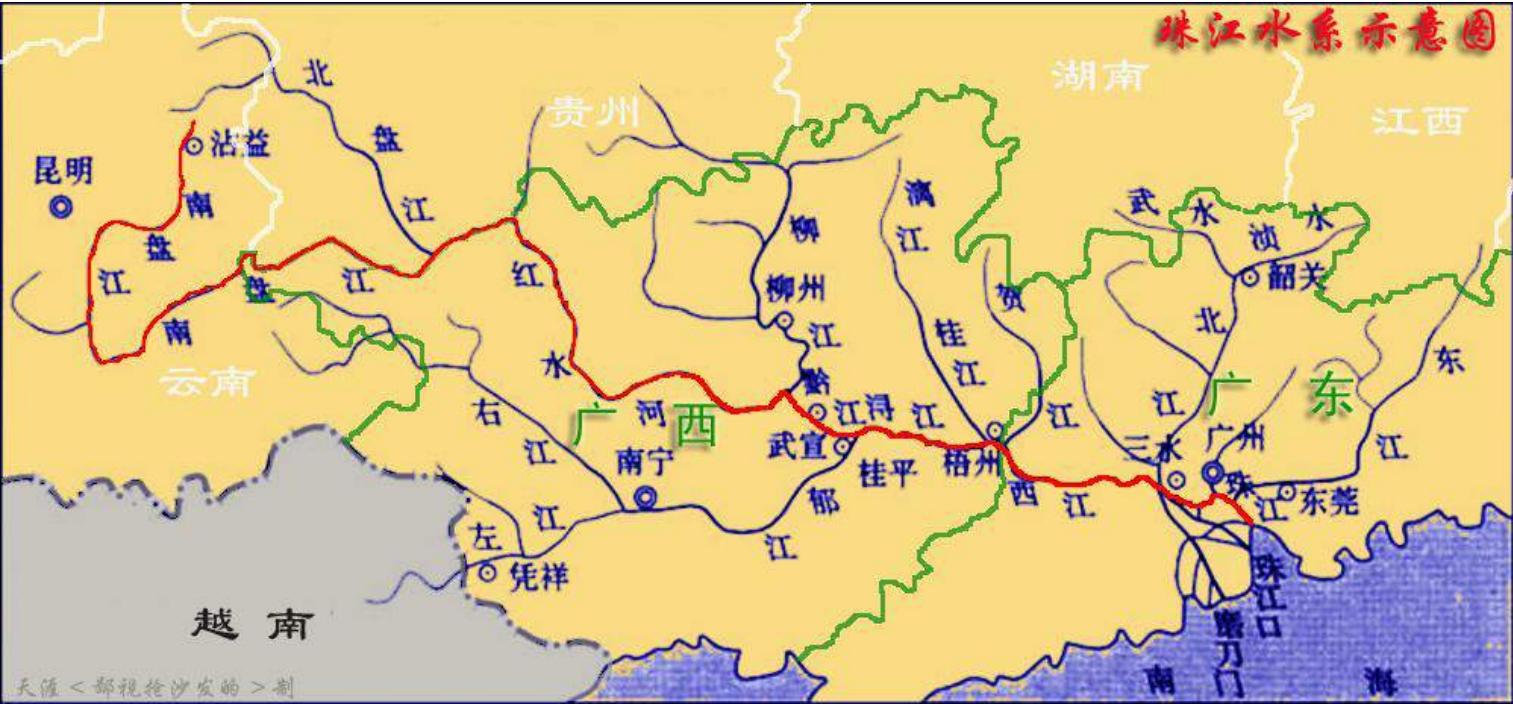 珠江水系示意图
湖南
江西
贵州
云南
广西
广东
越南
昆明
沾益
南盘江
南盘江
北盘江
红水河
柳江
柳州
黔江
武宣
浔江
桂平
漓江
桂江
贺江
梧州
西江
右江
左江
南宁
凭祥
郁江
武水
浈水
韶关
北江
三水
广州
珠江
东莞
东江
珠江口
磨刀门
南海
天涯<鄙视抢沙发的>制